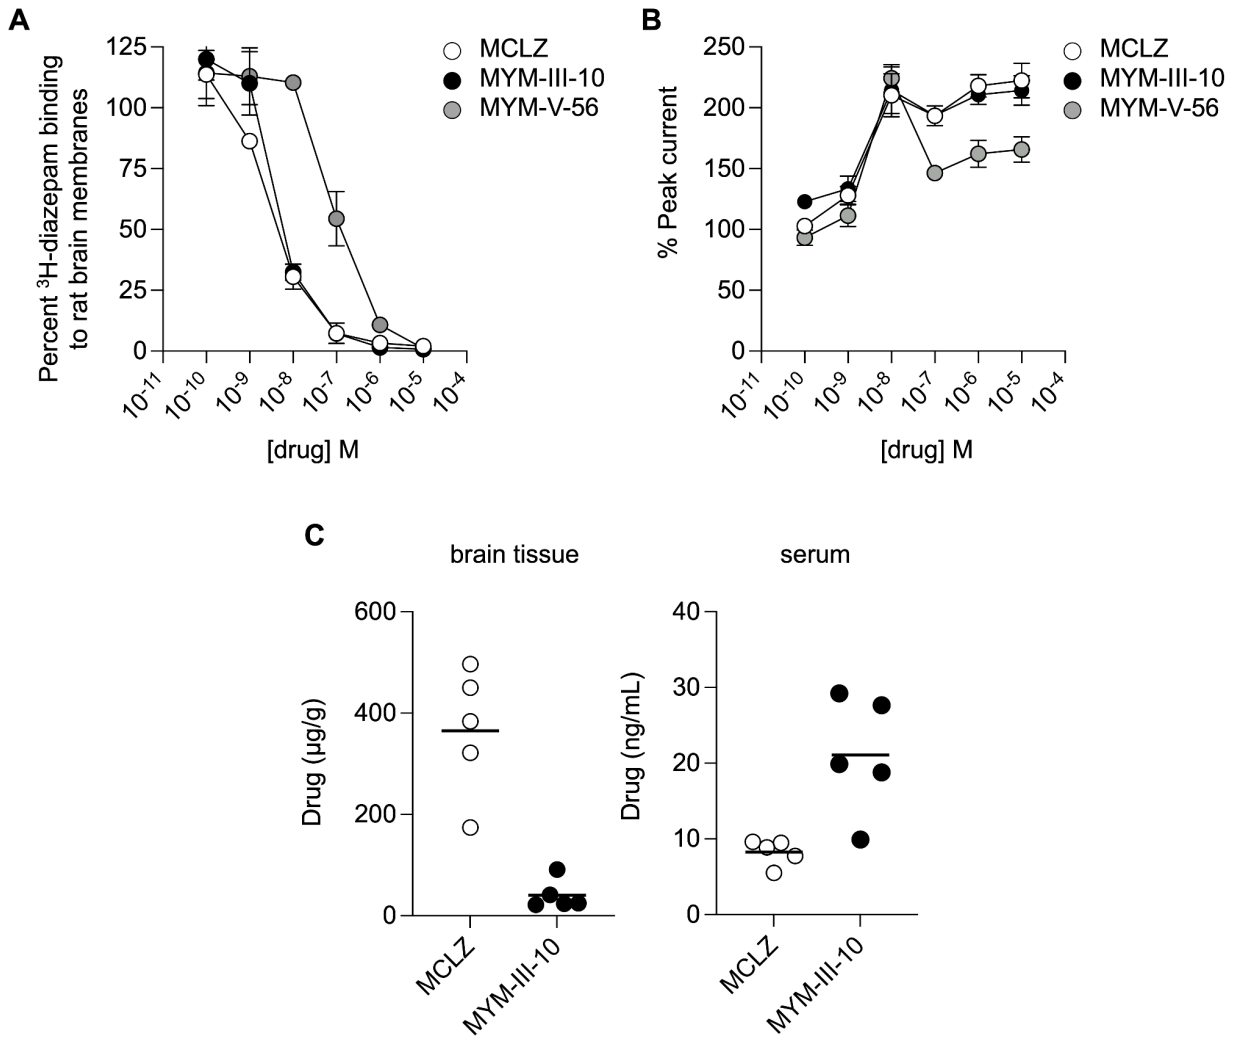 A
Percent ³H-diazepam binding
to rat brain membranes
125
100
75
50
25
0
10⁻¹¹
10⁻¹⁰
10⁻⁹
10⁻⁸
10⁻⁷
10⁻⁶
10⁻⁵
10⁻⁴
[drug] M
MCLZ
MYM-III-10
MYM-V-56
B
% Peak current
250
200
150
100
50
0
10⁻¹¹
10⁻¹⁰
10⁻⁹
10⁻⁸
10⁻⁷
10⁻⁶
10⁻⁵
10⁻⁴
[drug] M
MCLZ
MYM-III-10
MYM-V-56
C
brain tissue
Drug (µg/g)
600
400
200
0
MCLZ
MYM-III-10
serum
Drug (ng/mL)
40
30
20
10
0
MCLZ
MYM-III-10